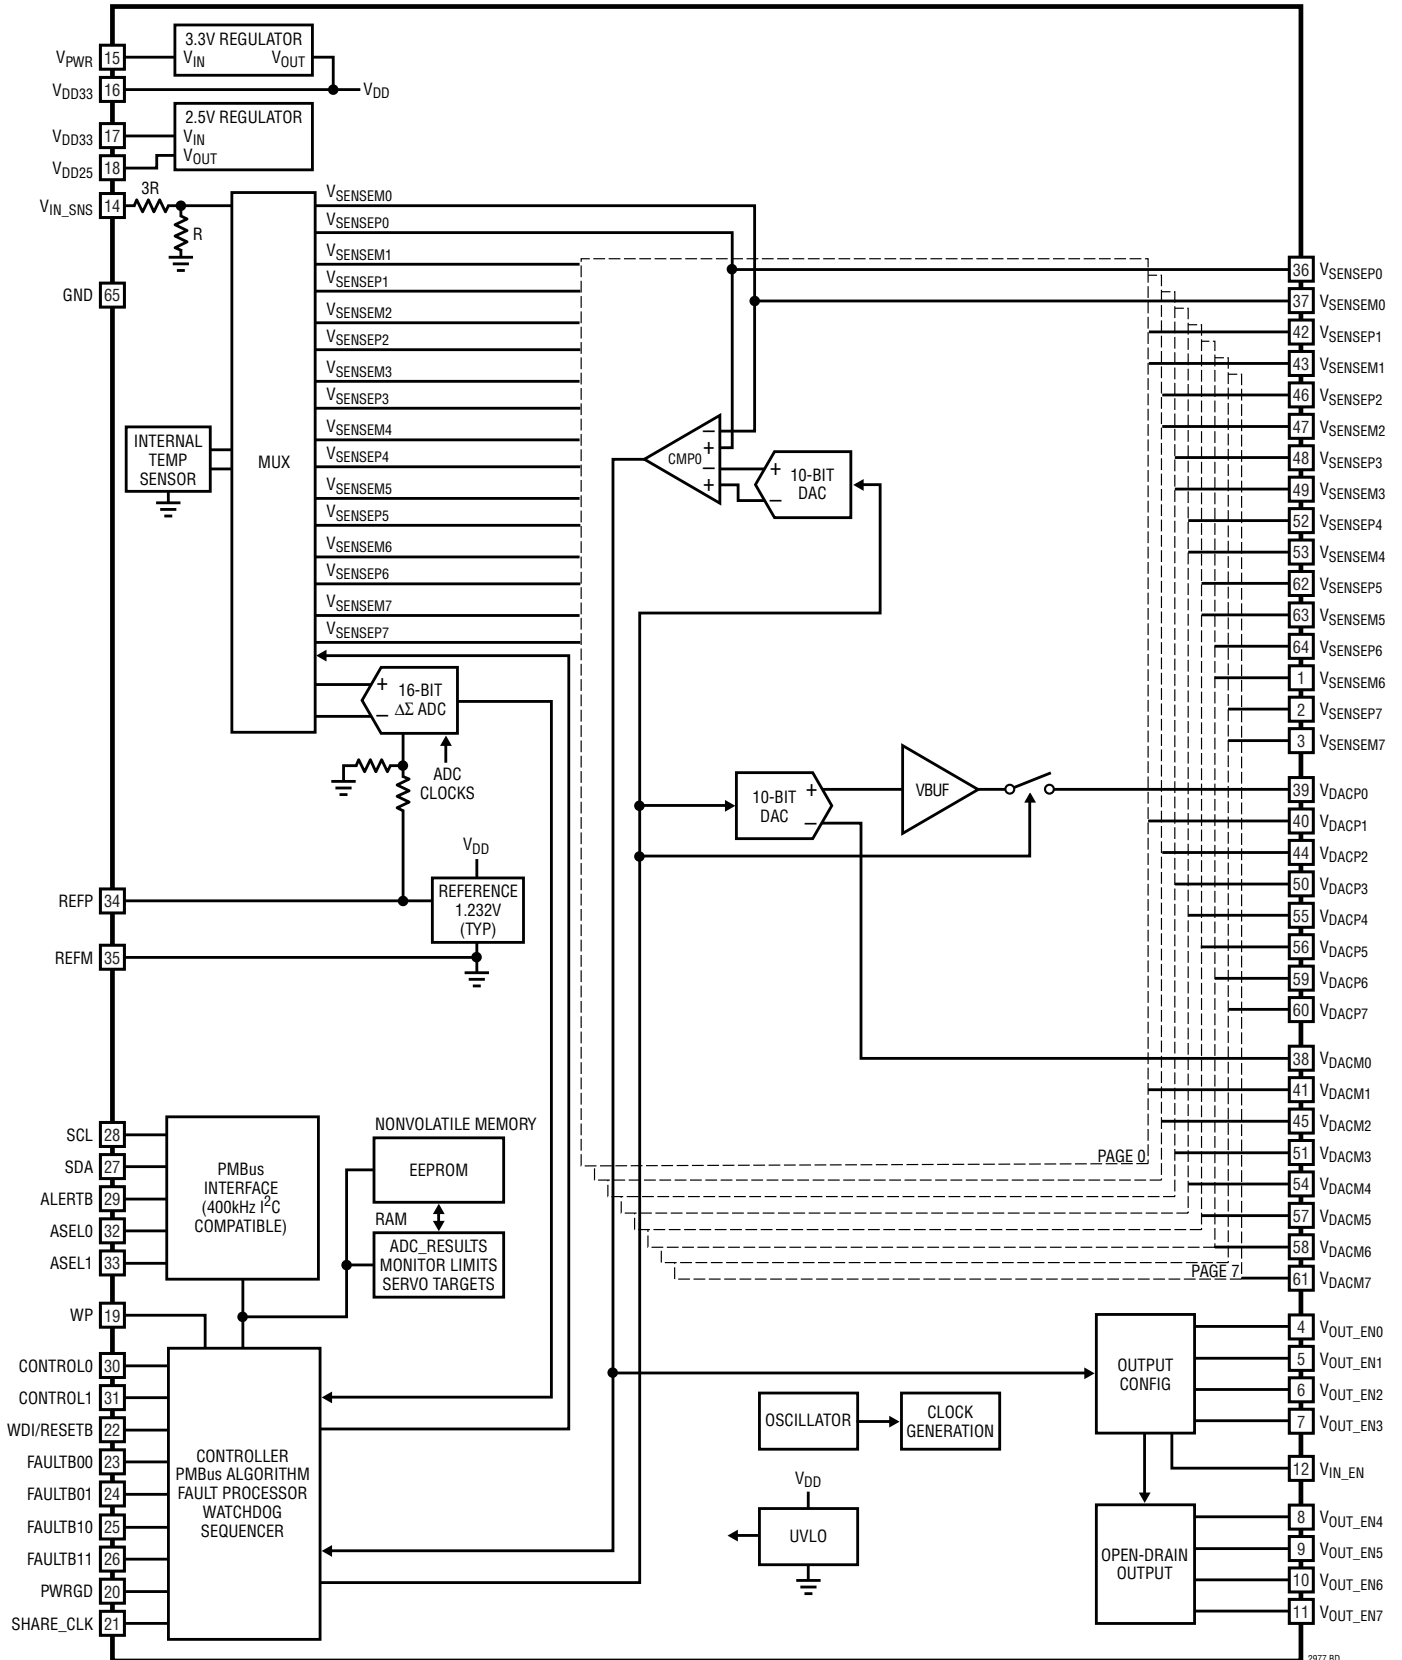 3.3V REGULATOR
VIN
VOUT
VPWR
15
VDD33
16
VDD
2.5V REGULATOR
VIN
VOUT
VDD33
17
VDD25
18
3R
VIN_SNS
14
R
GND
65
INTERNAL
TEMP
SENSOR
MUX
VSENSEM0
VSENSEP0
VSENSEM1
VSENSEP1
VSENSEM2
VSENSEP2
VSENSEM3
VSENSEP3
VSENSEM4
VSENSEP4
VSENSEM5
VSENSEP5
VSENSEM6
VSENSEP6
VSENSEM7
VSENSEP7
CMP0
–
+
–
+
+
–
10-BIT
DAC
+
–
16-BIT
ΔΣ ADC
ADC
CLOCKS
10-BIT
DAC
+
–
VBUF
VDD
REFERENCE
1.232V
(TYP)
REFP
34
REFM
35
36 VSENSEP0
37 VSENSEM0
42 VSENSEP1
43 VSENSEM1
46 VSENSEP2
47 VSENSEM2
48 VSENSEP3
49 VSENSEM3
52 VSENSEP4
53 VSENSEM4
62 VSENSEP5
63 VSENSEM5
64 VSENSEP6
1 VSENSEM6
2 VSENSEP7
3 VSENSEM7
39 VDACP0
40 VDACP1
44 VDACP2
50 VDACP3
55 VDACP4
56 VDACP5
59 VDACP6
60 VDACP7
38 VDACM0
41 VDACM1
45 VDACM2
51 VDACM3
54 VDACM4
57 VDACM5
58 VDACM6
61 VDACM7
PAGE 0
PAGE 7
SCL 28
SDA 27
ALERTB 29
ASEL0 32
ASEL1 33
PMBus
INTERFACE
(400kHz I2C
COMPATIBLE)
NONVOLATILE MEMORY
EEPROM
RAM
ADC_RESULTS
MONITOR LIMITS
SERVO TARGETS
WP 19
CONTROL0 30
CONTROL1 31
WDI/RESETB 22
FAULTB00 23
FAULTB01 24
FAULTB10 25
FAULTB11 26
PWRGD 20
SHARE_CLK 21
CONTROLLER
PMBus ALGORITHM
FAULT PROCESSOR
WATCHDOG
SEQUENCER
OSCILLATOR
CLOCK
GENERATION
VDD
UVLO
OUTPUT
CONFIG
OPEN-DRAIN
OUTPUT
4 VOUT_EN0
5 VOUT_EN1
6 VOUT_EN2
7 VOUT_EN3
12 VIN_EN
8 VOUT_EN4
9 VOUT_EN5
10 VOUT_EN6
11 VOUT_EN7
2977 BD